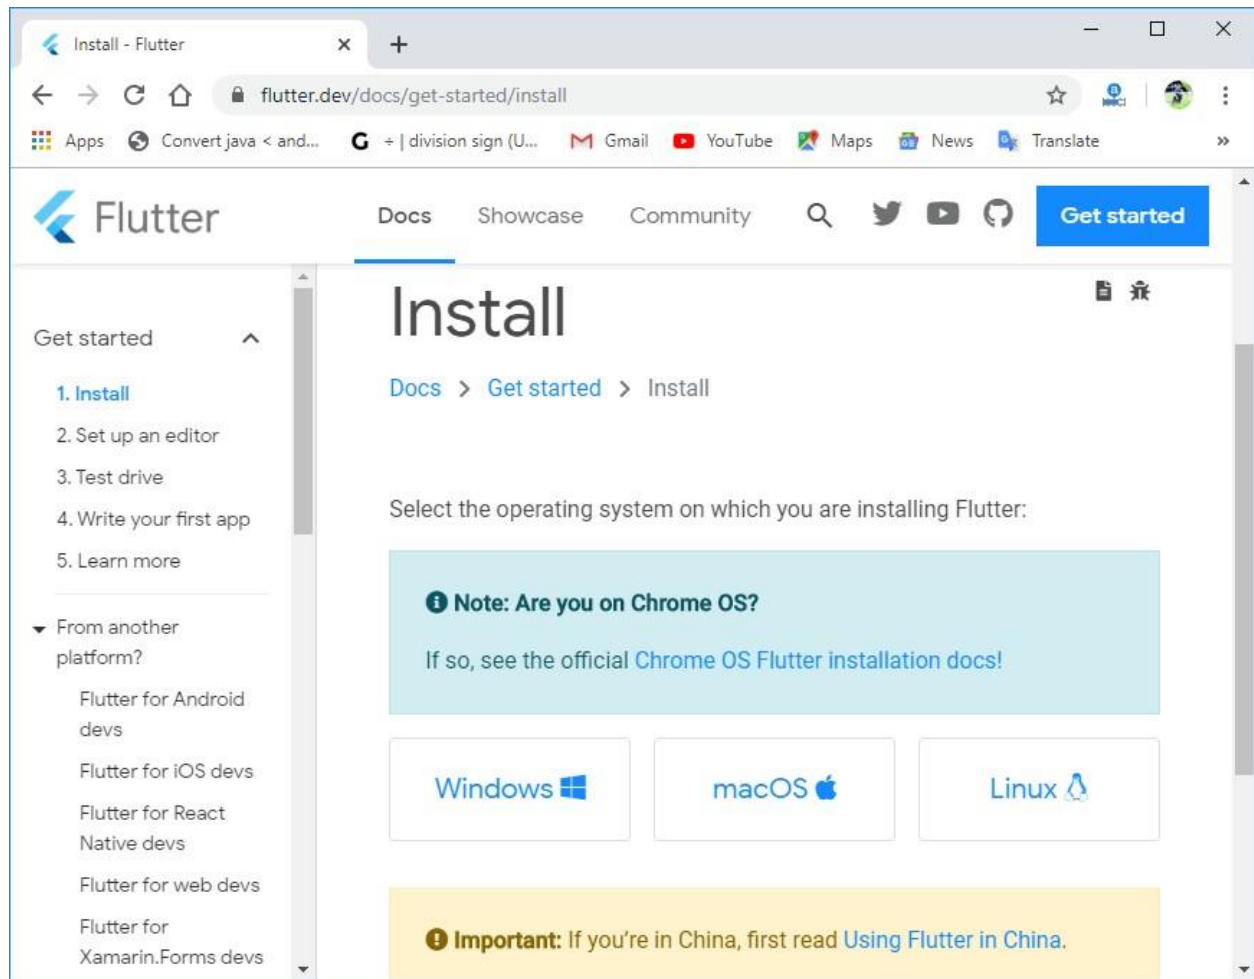 Install - Flutter
flutter.dev/docs/get-started/install
Apps Convert java < and... G ÷ | division sign (U... Gmail YouTube Maps News Translate »
Flutter Docs Showcase Community Get started
Get started
1. Install
2. Set up an editor
3. Test drive
4. Write your first app
5. Learn more
From another
platform?
Flutter for Android
devs
Flutter for iOS devs
Flutter for React
Native devs
Flutter for web devs
Flutter for
Xamarin.Forms devs
Install
Docs > Get started > Install
Select the operating system on which you are installing Flutter:
Note: Are you on Chrome OS?
If so, see the official Chrome OS Flutter installation docs!
Windows macOS Linux
Important: If you're in China, first read Using Flutter in China.